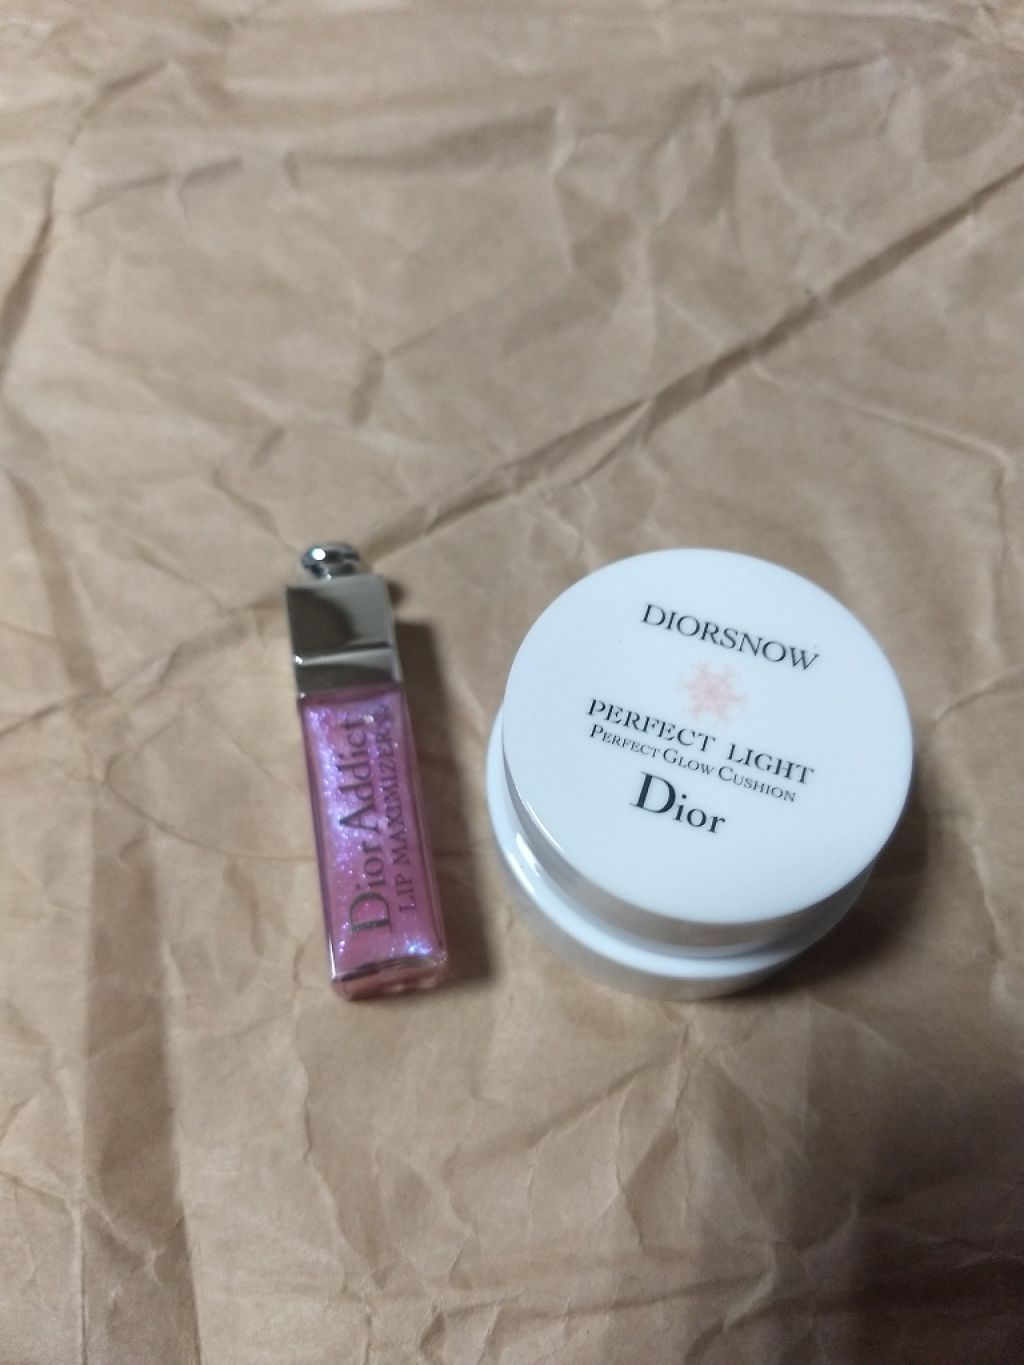 Dior Addict
LIP MAXIMIZER
DIORSNOW
PERFECT LIGHT
PERFECT GLOW CUSHION
Dior